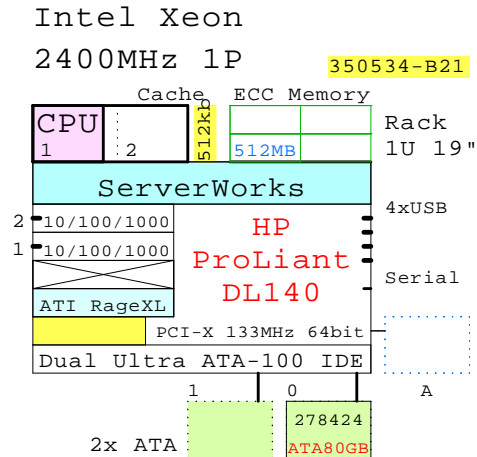 Intel Xeon
2400MHz 1P
350534-B21
Cache
ECC Memory
CPU
1
2
512kb
512MB
Rack
1U 19"
ServerWorks
2
10/100/1000
1
10/100/1000
HP
ProLiant
DL140
4xUSB
Serial
ATI RageXL
PCI-X 133MHz 64bit
Dual Ultra ATA-100 IDE
1
0
A
2x ATA
278424
ATA80GB